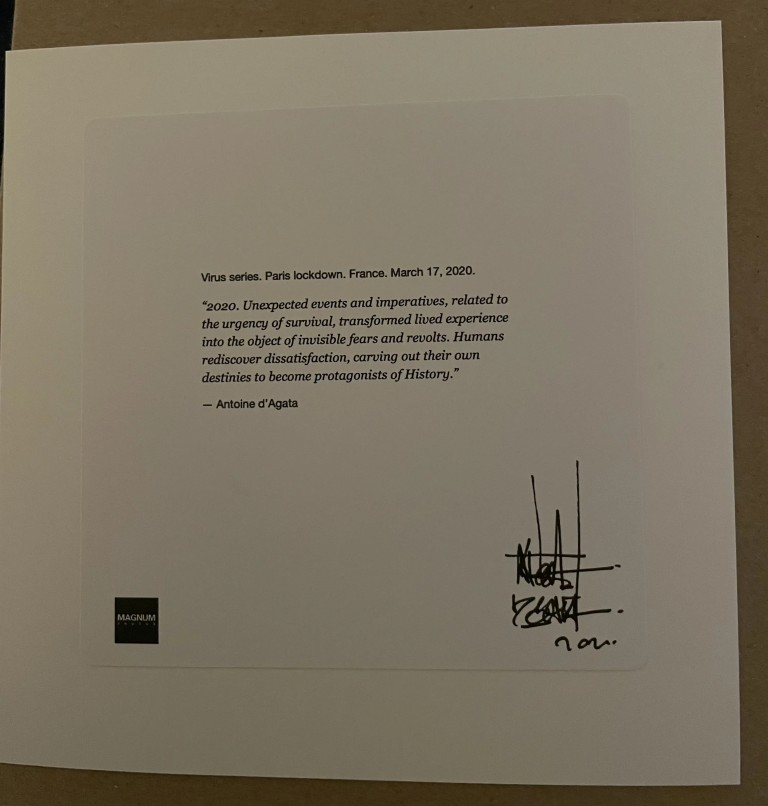 Virus series. Paris lockdown. France. March 17, 2020.
“2020. Unexpected events and imperatives, related to
the urgency of survival, transformed lived experience
into the object of invisible fears and revolts. Humans
rediscover dissatisfaction, carving out their own
destinies to become protagonists of History.”
— Antoine d’Agata
MAGNUM